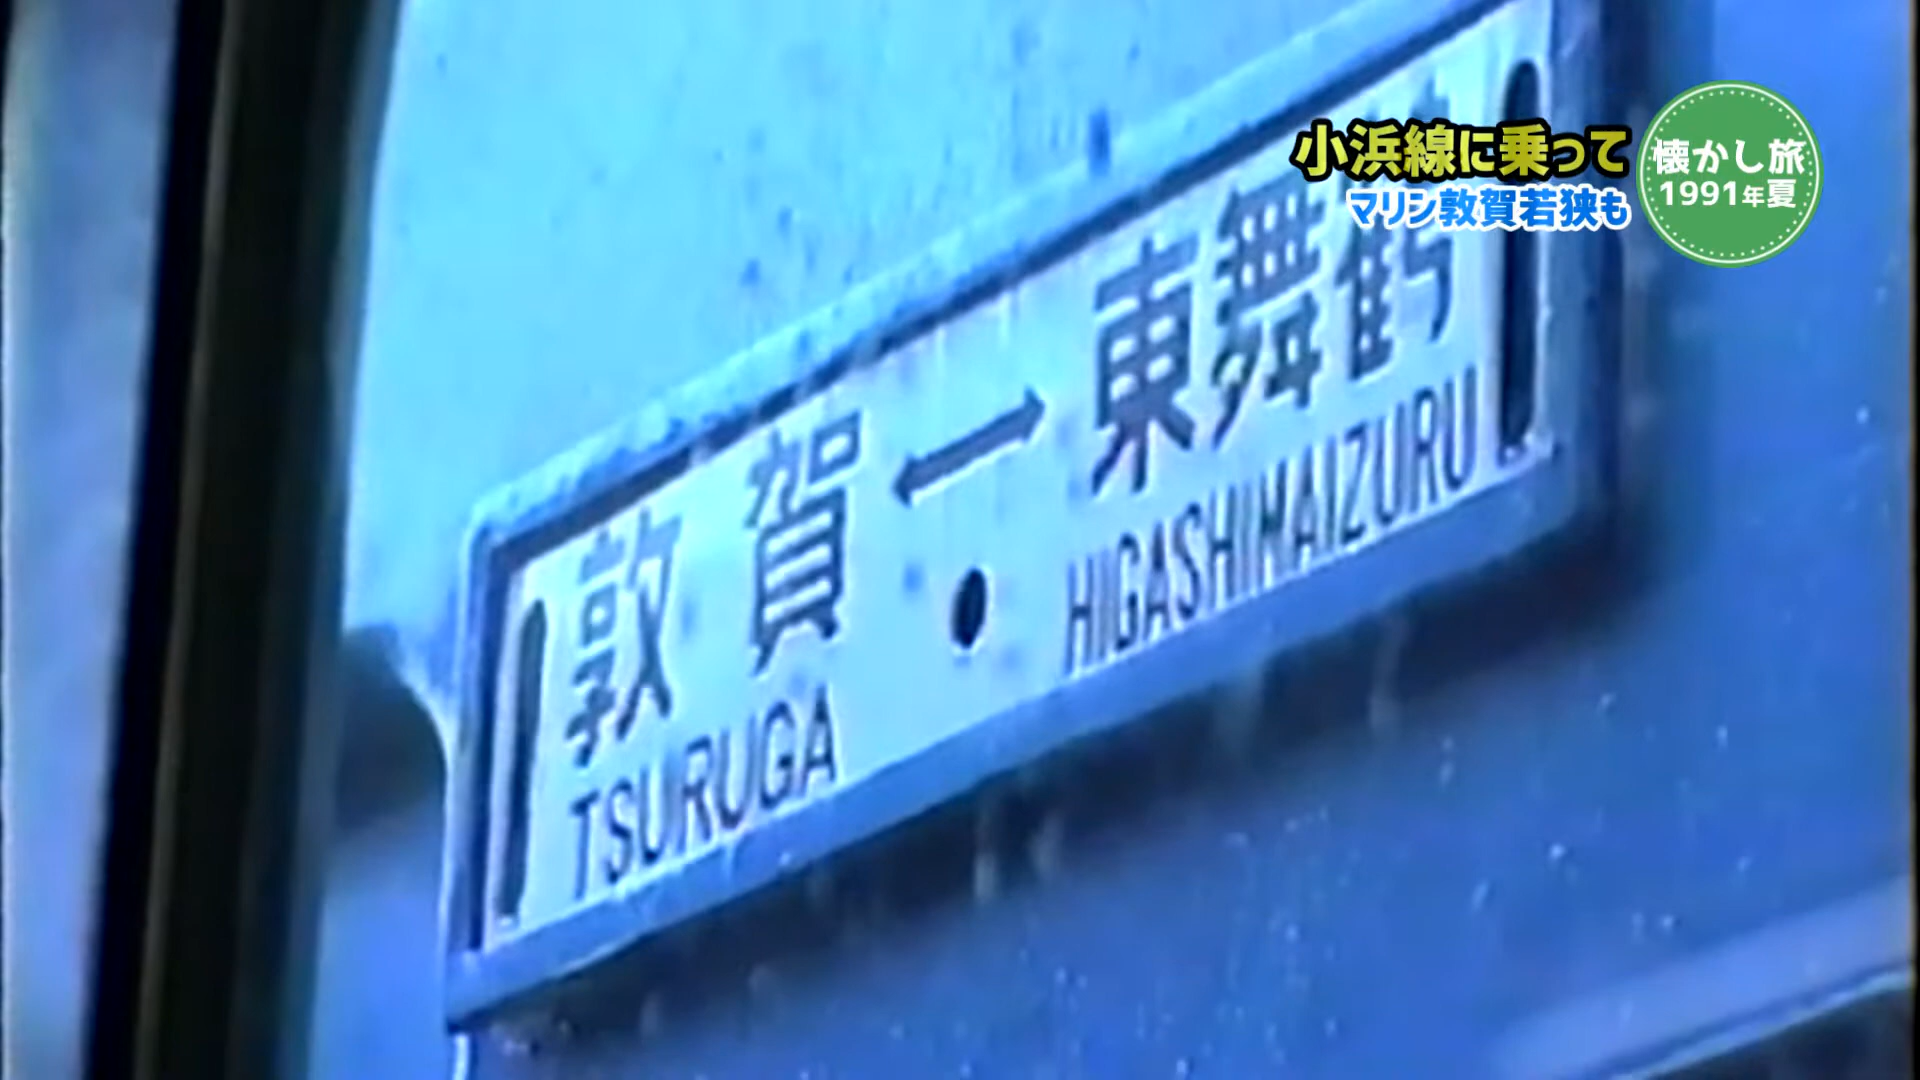 小浜線に乗って
マリン敦賀若狭も
懐かし旅
1991年夏
敦賀 ↔ 東舞鶴
TSURUGA • HIGASHIMAIZURU